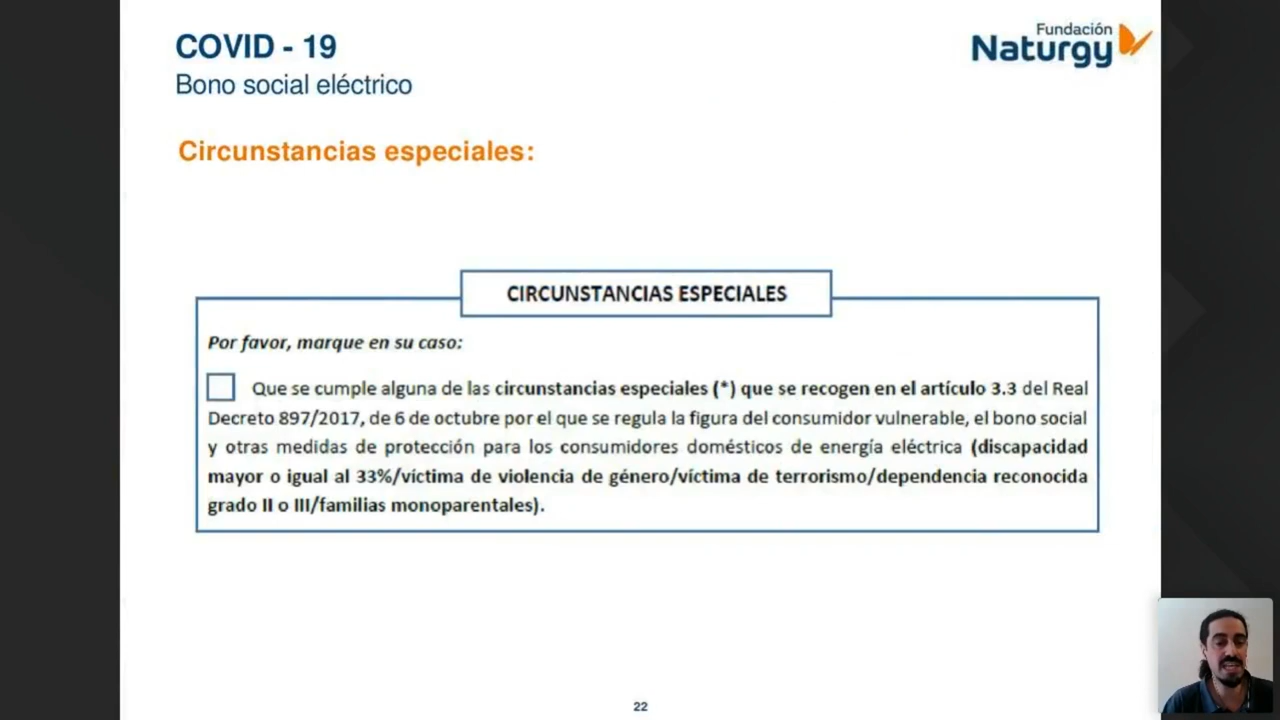 COVID - 19
Bono social eléctrico
Fundación
Naturgy
Circunstancias especiales:
CIRCUNSTANCIAS ESPECIALES
Por favor, marque en su caso:
Que se cumple alguna de las circunstancias especiales (*) que se recogen en el artículo 3.3 del Real
Decreto 897/2017, de 6 de octubre por el que se regula la figura del consumidor vulnerable, el bono social
y otras medidas de protección para los consumidores domésticos de energía eléctrica (discapacidad
mayor o igual al 33%/víctima de violencia de género/víctima de terrorismo/dependencia reconocida
grado II o III/familias monoparentales).
22